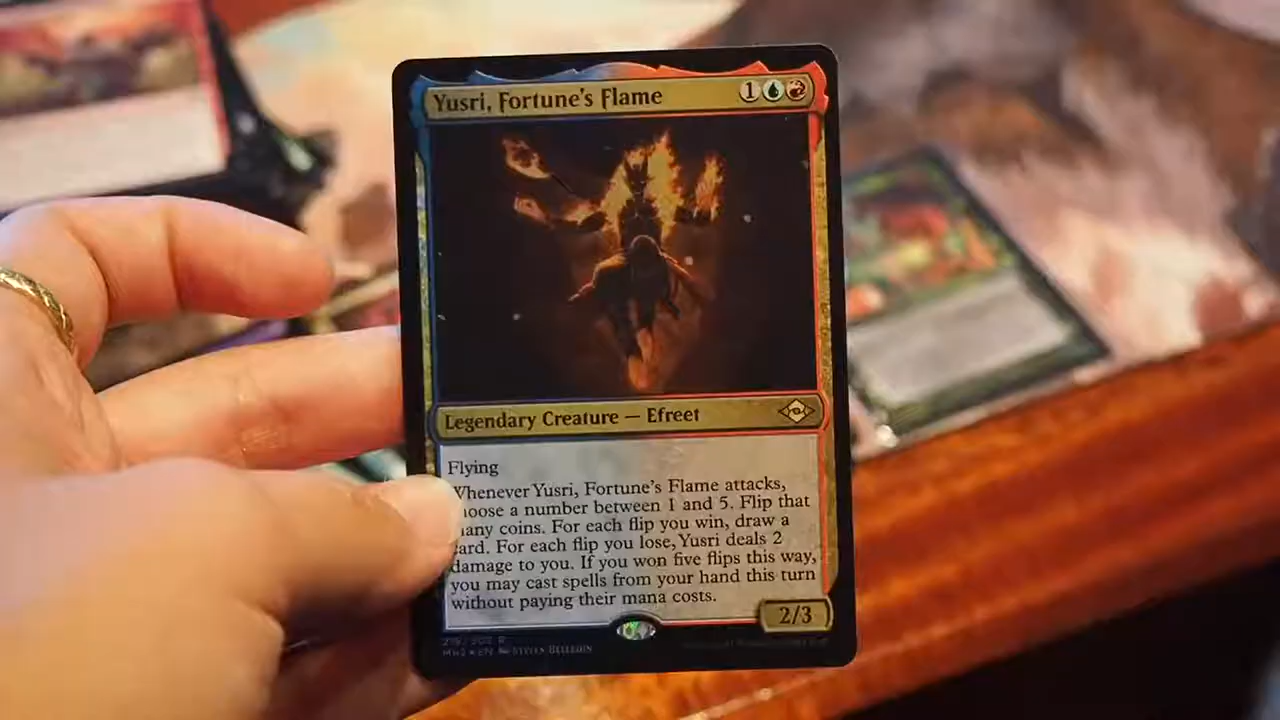 Yusri, Fortune's Flame 1
Legendary Creature — Efreet
Flying
Whenever Yusri, Fortune's Flame attacks,
hoose a number between 1 and 5. Flip that
any coins. For each flip you win, draw a
card. For each flip you lose, Yusri deals 2
damage to you. If you won five flips this way,
you may cast spells from your hand this turn
without paying their mana costs.
2/3
MH2 EN Steven Belledin